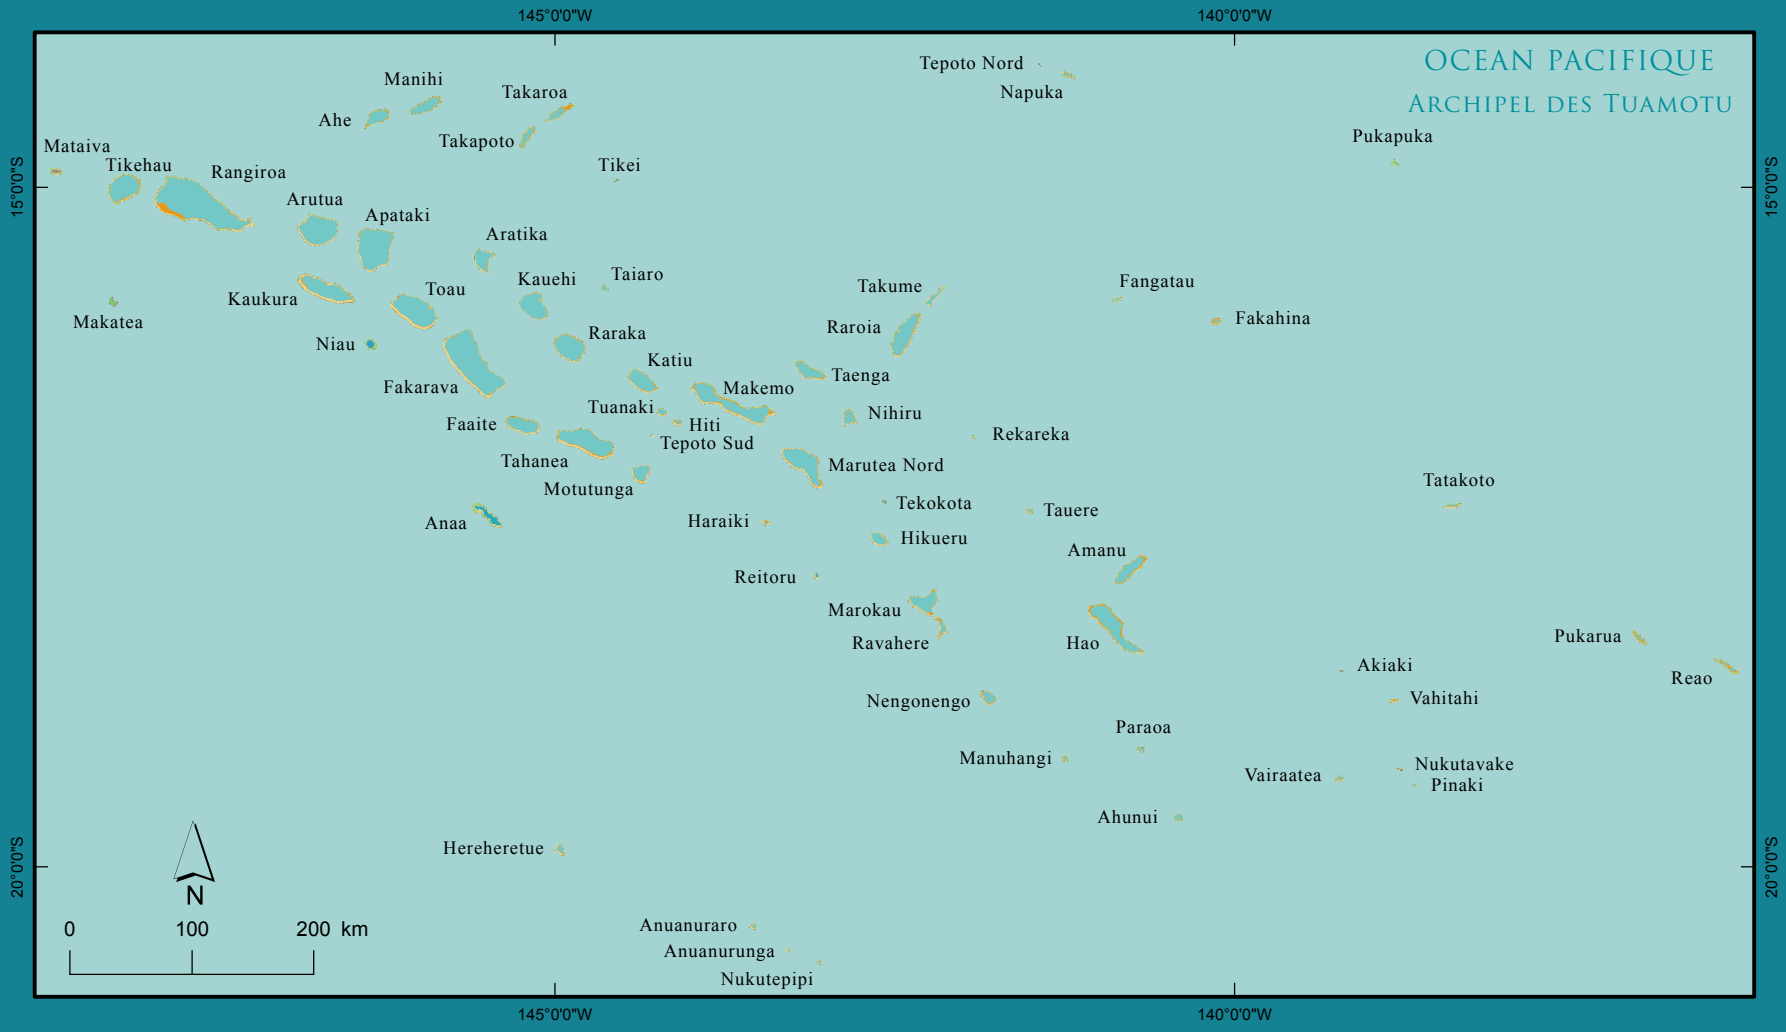 145°0'0"W
140°0'0"W
OCEAN PACIFIQUE
ARCHIPEL DES TUAMOTU
Tepoto Nord
Napuka
Manihi
Takaroa
Ahe
Takapoto
Pukapuka
Mataiva
Tikehau
Rangiroa
Tikei
15°0'0"S
15°0'0"S
Arutua
Apataki
Aratika
Kauehi
Taiaro
Toau
Kaukura
Takume
Fangatau
Makatea
Raroia
Fakahina
Niau
Raraka
Katiu
Taenga
Fakarava
Makemo
Tuanaki
Nihiru
Faaite
Hiti
Tepoto Sud
Rekareka
Tahanea
Marutea Nord
Motutunga
Tatakoto
Tekokota
Tauere
Anaa
Haraiki
Hikueru
Amanu
Reitoru
Marokau
Ravahere
Hao
Pukarua
Akiaki
Reao
Nengonengo
Vahitahi
Paraoa
Manuhangi
Vairaatea
Nukutavake
Pinaki
Ahunui
Hereheretue
20°0'0"S
20°0'0"S
N
0 100 200 km
Anuanuraro
Anuanurunga
Nukutepipi
145°0'0"W
140°0'0"W